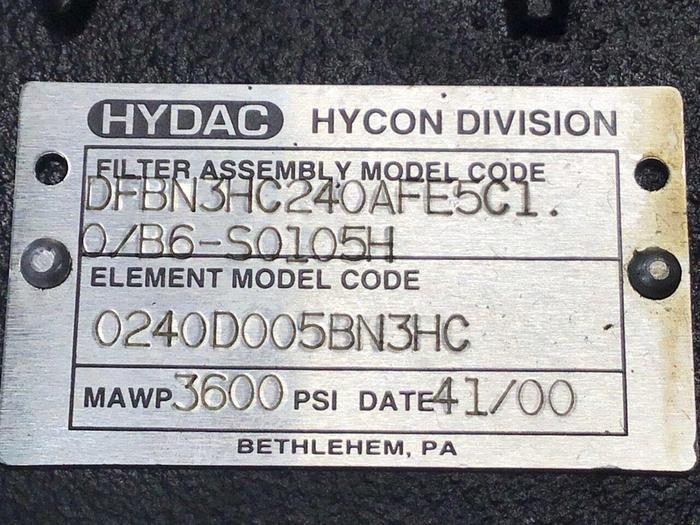 HYDAC HYCON DIVISION
FILTER ASSEMBLY MODEL CODE
DFBN3HC240AFE5C1.
0/B6-S0105H
ELEMENT MODEL CODE
0240D005BN3HC
MAWP 3600 PSI DATE 41/00
BETHLEHEM, PA